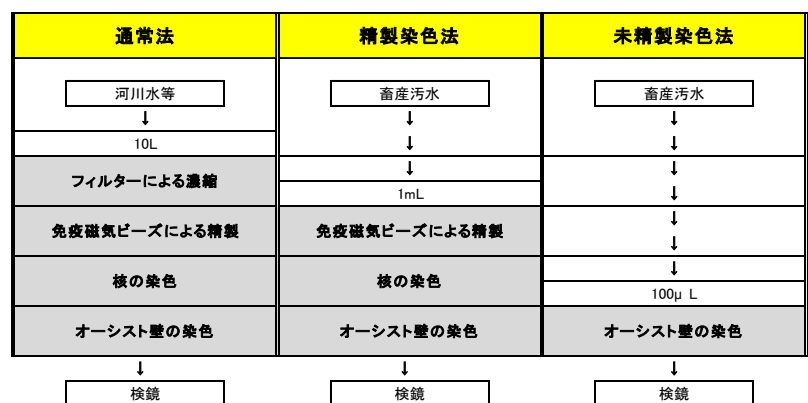 通常法
精製染色法
未精製染色法
河川水等
畜産汚水
畜産汚水
↓
↓
↓
10L
↓
↓
フィルターによる濃縮
↓
↓
1mL
↓
免疫磁気ビーズによる精製
免疫磁気ビーズによる精製
↓
↓
核の染色
核の染色
↓
100μ L
オーシスト壁の染色
オーシスト壁の染色
オーシスト壁の染色
↓
↓
↓
検鏡
検鏡
検鏡